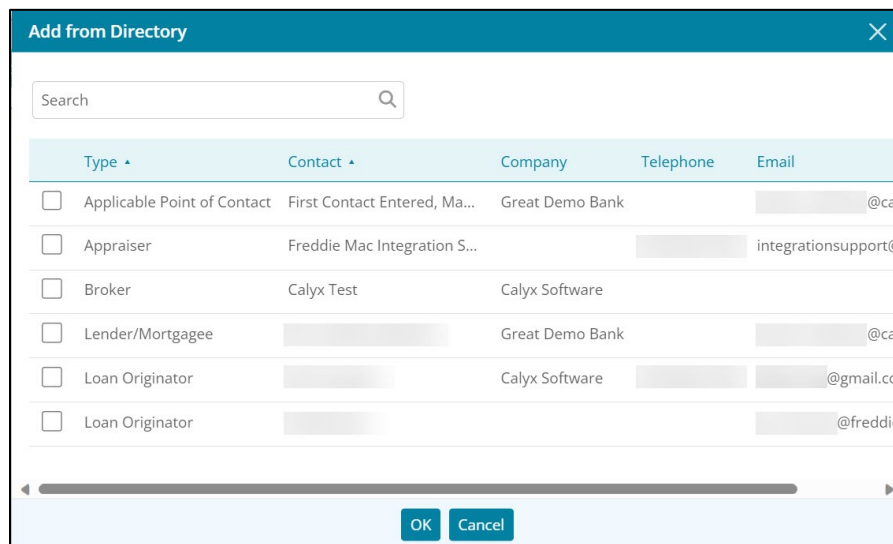 Add from Directory
Search
Type Contact Company Telephone Email
Applicable Point of Contact First Contact Entered, Ma... Great Demo Bank @ca
Appraiser Freddie Mac Integration S... integrationsupport@
Broker Calyx Test Calyx Software
Lender/Mortgagee Great Demo Bank @ca
Loan Originator Calyx Software @gmail.co
Loan Originator @freddi
OK Cancel